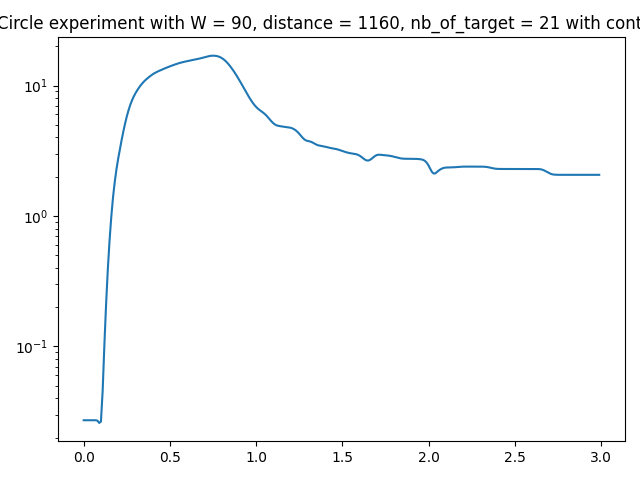 Circle experiment with W = 90, distance = 1160, nb_of_target = 21 with cont
10¹
10⁰
10⁻¹
0.0 0.5 1.0 1.5 2.0 2.5 3.0